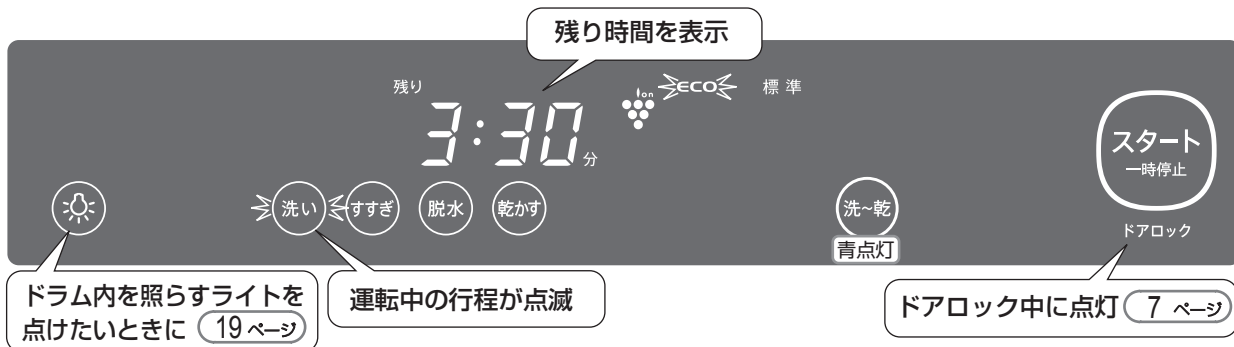 残り時間を表示
残り
3:30
分
ion
ECO
標準
スタート
一時停止
洗い
すすぎ
脱水
乾かす
洗~乾
青点灯
ドアロック
ドラム内を照らすライトを
点けたいときに 19 ページ
運転中の行程が点滅
ドアロック中に点灯 7 ページ